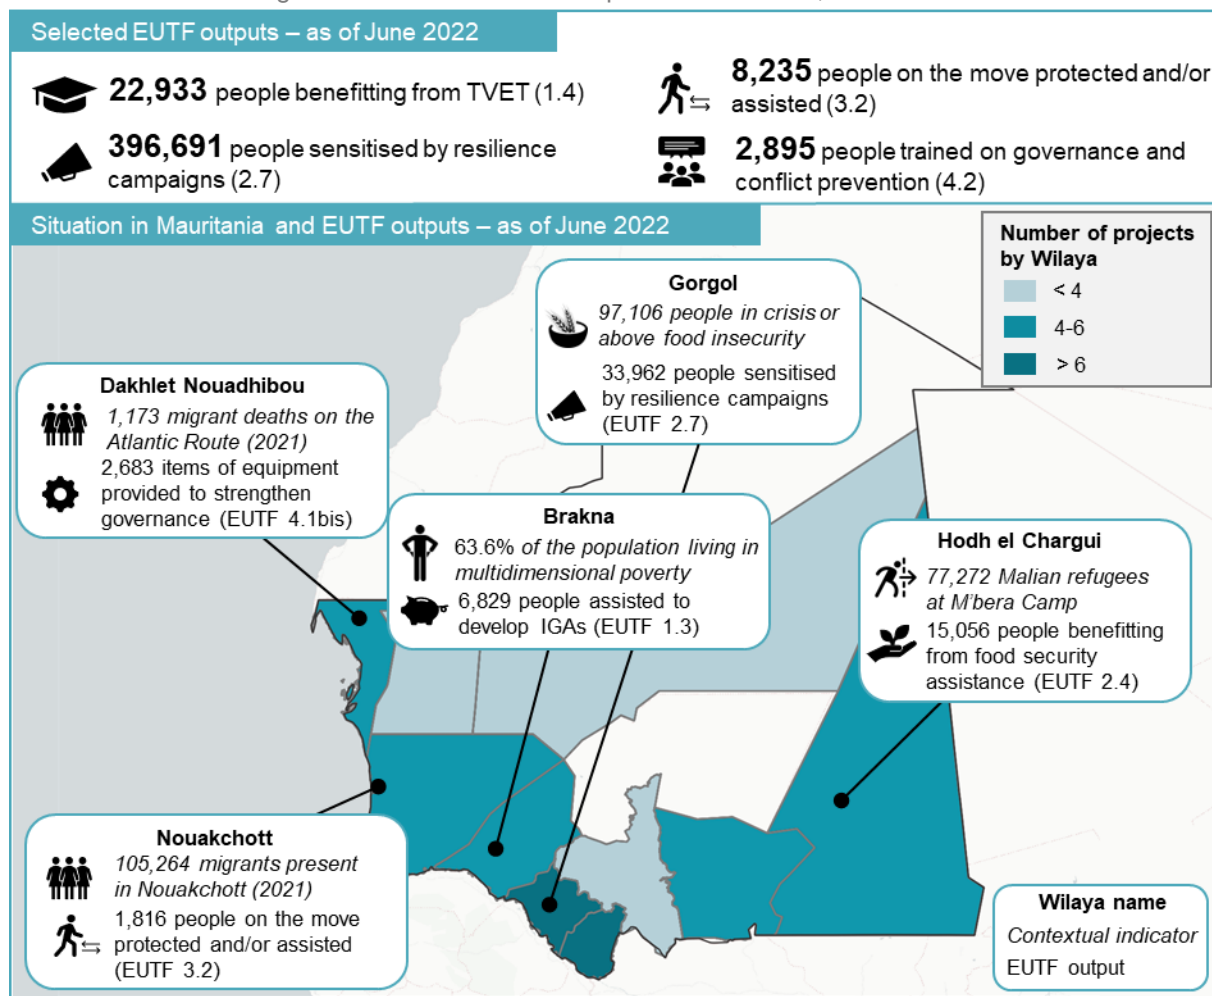 Selected EUTF outputs – as of June 2022
22,933 people benefitting from TVET (1.4)
396,691 people sensitised by resilience
campaigns (2.7)
8,235 people on the move protected and/or
assisted (3.2)
2,895 people trained on governance and
conflict prevention (4.2)
Situation in Mauritania and EUTF outputs – as of June 2022
Number of projects
by Wilaya
< 4
4-6
> 6
Gorgol
97,106 people in crisis or
above food insecurity
33,962 people sensitised
by resilience campaigns
(EUTF 2.7)
Dakhlet Nouadhibou
1,173 migrant deaths on the
Atlantic Route (2021)
2,683 items of equipment
provided to strengthen
governance (EUTF 4.1bis)
Brakna
63.6% of the population living in
multidimensional poverty
6,829 people assisted to
develop IGAs (EUTF 1.3)
Hodh el Chargui
77,272 Malian refugees
at M'bera Camp
15,056 people benefitting
from food security
assistance (EUTF 2.4)
Nouakchott
105,264 migrants present
in Nouakchott (2021)
1,816 people on the move
protected and/or assisted
(EUTF 3.2)
Wilaya name
Contextual indicator
EUTF output